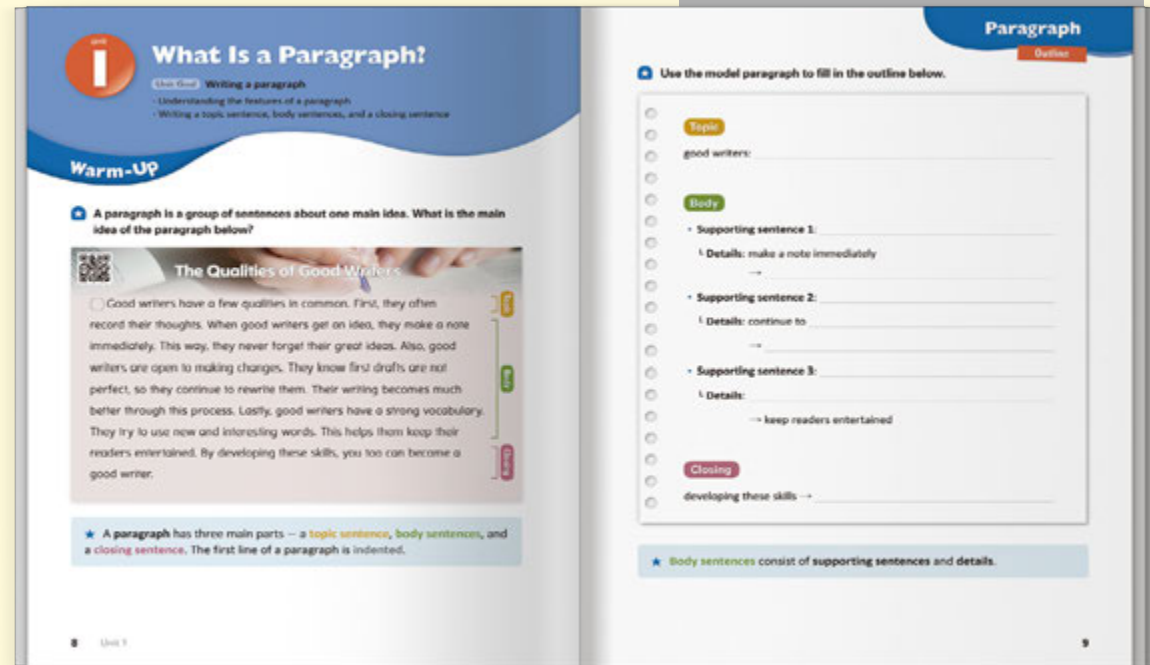 Unit
1
What Is a Paragraph?
Unit Goal Writing a paragraph
- Understanding the features of a paragraph
- Writing a topic sentence, body sentences, and a closing sentence
Warm-Up
A paragraph is a group of sentences about one main idea. What is the main
idea of the paragraph below?
The Qualities of Good Writers
Good writers have a few qualities in common. First, they often
record their thoughts. When good writers get an idea, they make a note
immediately. This way, they never forget their great ideas. Also, good
writers are open to making changes. They know first drafts are not
perfect, so they continue to rewrite them. Their writing becomes much
better through this process. Lastly, good writers have a strong vocabulary.
They try to use new and interesting words. This helps them keep their
readers entertained. By developing these skills, you too can become a
good writer.
Topic
Body
Closing
★ A paragraph has three main parts – a topic sentence, body sentences, and
a closing sentence. The first line of a paragraph is indented.
8 Unit 1
Paragraph
Outline
Use the model paragraph to fill in the outline below.
Topic
good writers:
Body
• Supporting sentence 1:
└ Details: make a note immediately
→
• Supporting sentence 2:
└ Details: continue to
→
• Supporting sentence 3:
└ Details:
→ keep readers entertained
Closing
developing these skills →
★ Body sentences consist of supporting sentences and details.
9